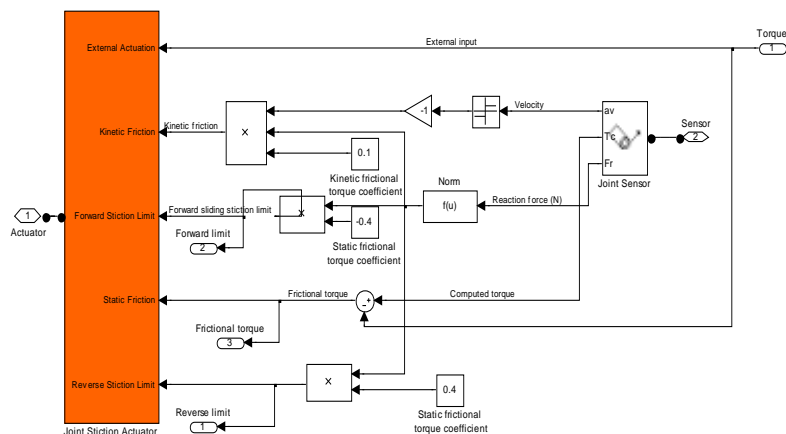 Torque
1
External Actuation
External input
-1
Velocity
av
Sensor
2
Kinetic Friction
Kinetic friction
x
0.1
Tc
Fr
Joint Sensor
Kinetic frictional
torque coefficient
Norm
f(u)
Reaction force (N)
1
Actuator
Forward Stiction Limit
Forward sliding stiction limit
x
-0.4
Forward limit
2
Static frictional
torque coefficient
Static Friction
Frictional torque
- +
Computed torque
Frictional torque
3
Reverse Stiction Limit
x
0.4
Reverse limit
1
Static frictional
torque coefficient
Joint Stiction Actuator